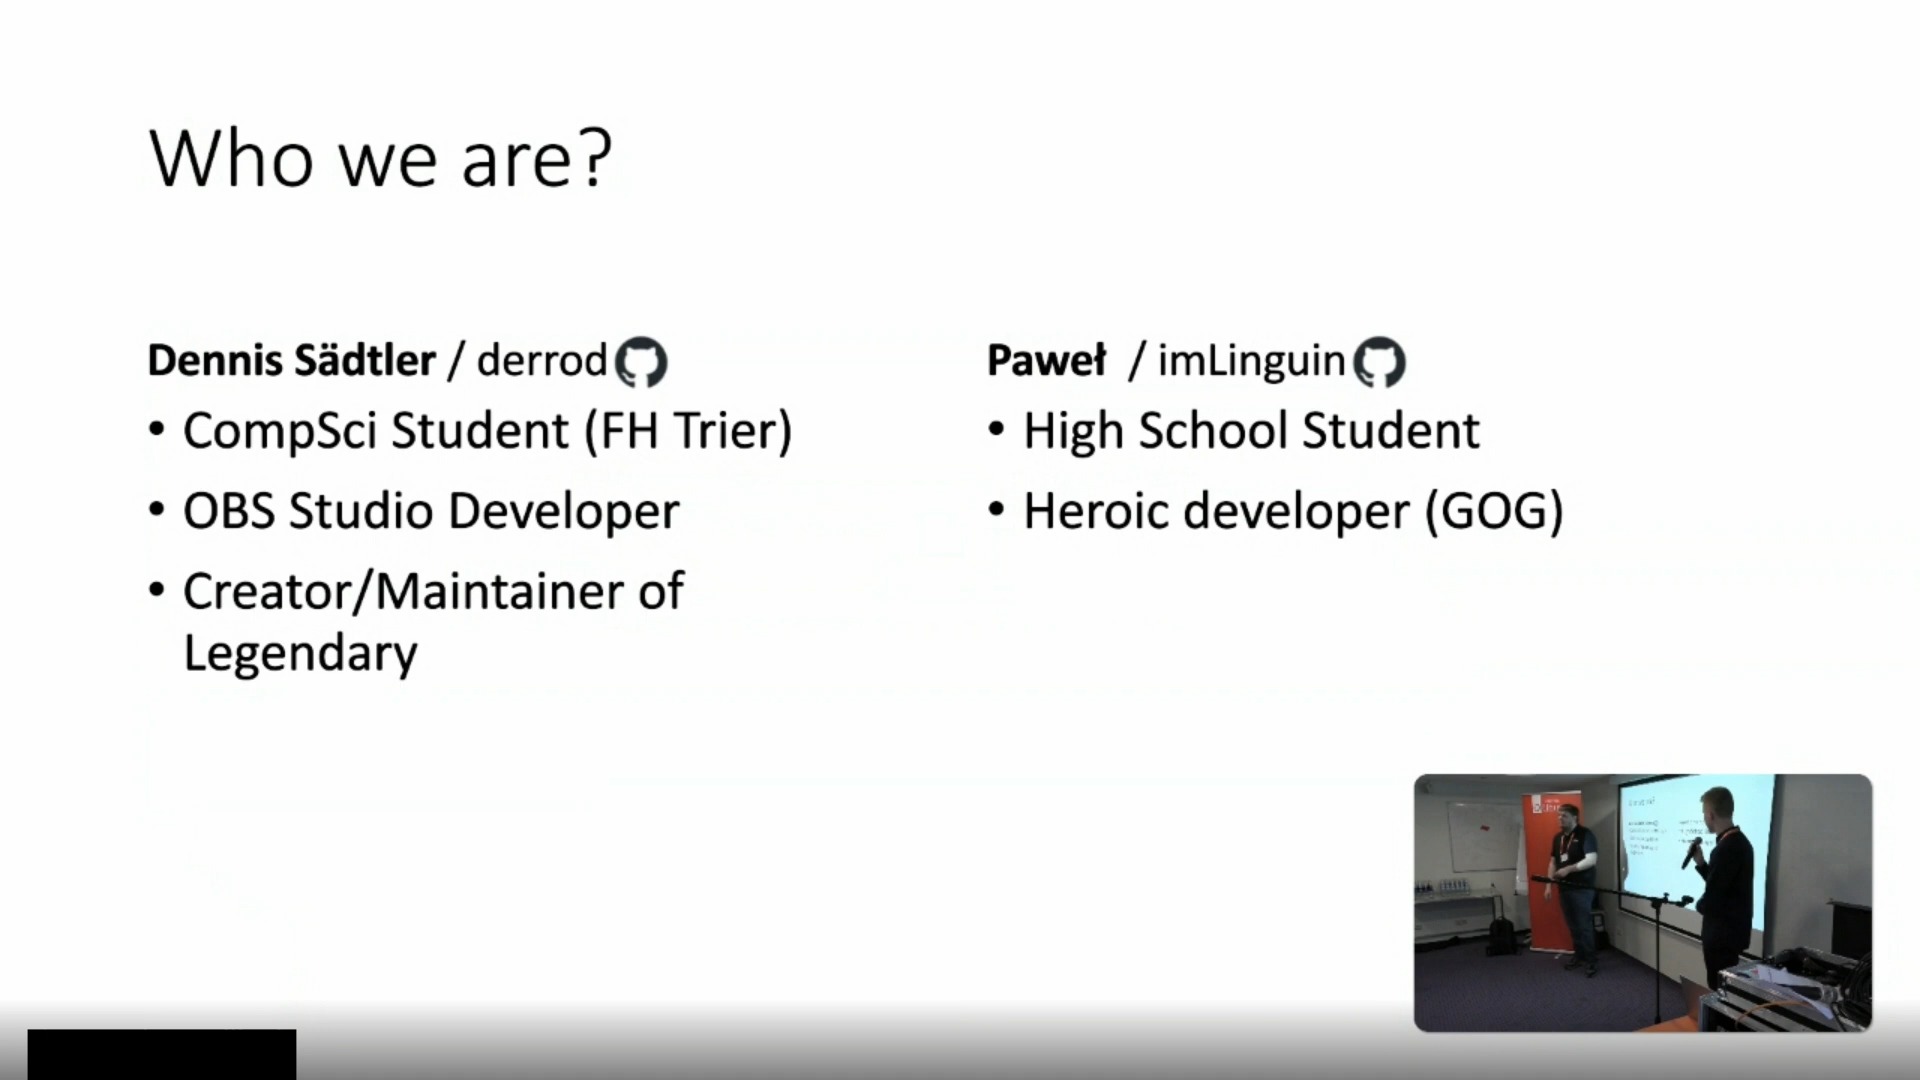 Who we are?
Dennis Sädtler / derrod
• CompSci Student (FH Trier)
• OBS Studio Developer
• Creator/Maintainer of
Legendary
Paweł / imLinguin
• High School Student
• Heroic developer (GOG)